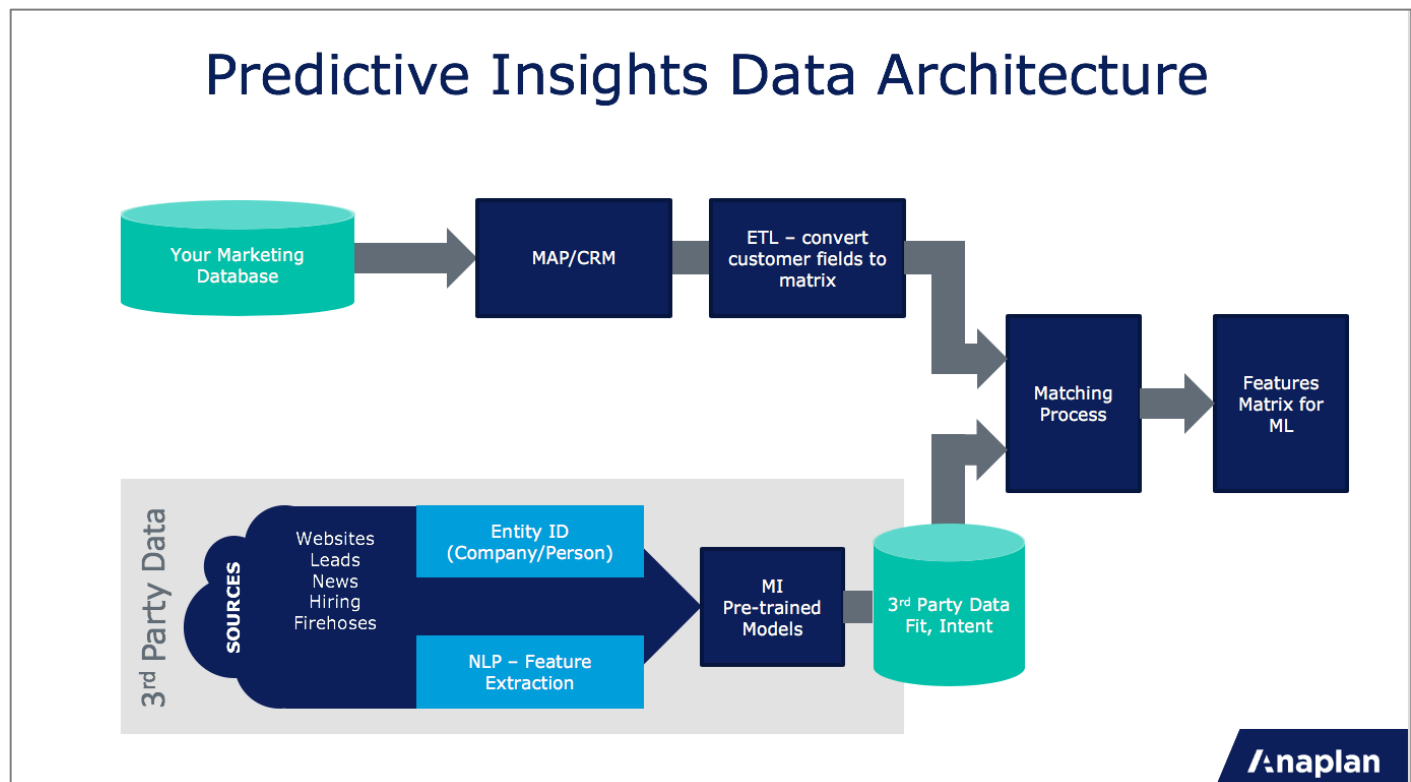 Predictive Insights Data Architecture
Your Marketing
Database
MAP/CRM
ETL – convert
customer fields to
matrix
Matching
Process
Features
Matrix for
ML
3rd Party Data
SOURCES
Websites
Leads
News
Hiring
Firehoses
Entity ID
(Company/Person)
NLP – Feature
Extraction
MI
Pre-trained
Models
3rd Party Data
Fit, Intent
Anaplan